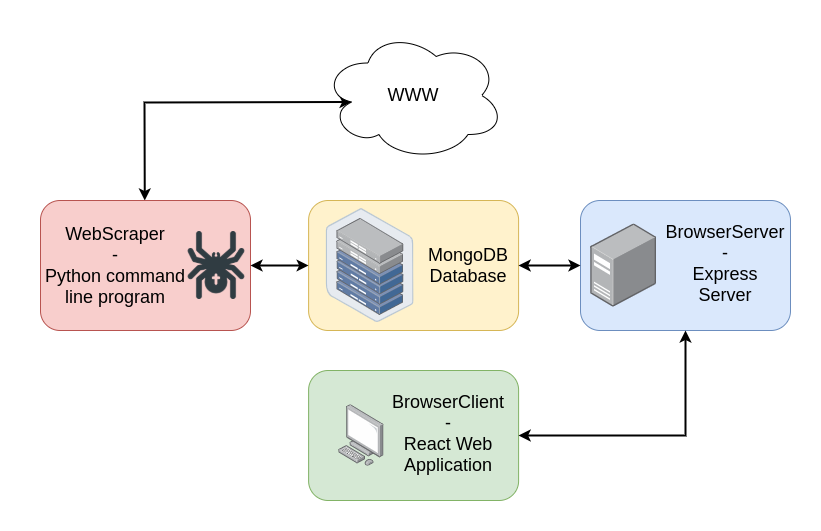 WWW
WebScraper
-
Python command
line program
MongoDB
Database
BrowserServer
-
Express
Server
BrowserClient
-
React Web
Application